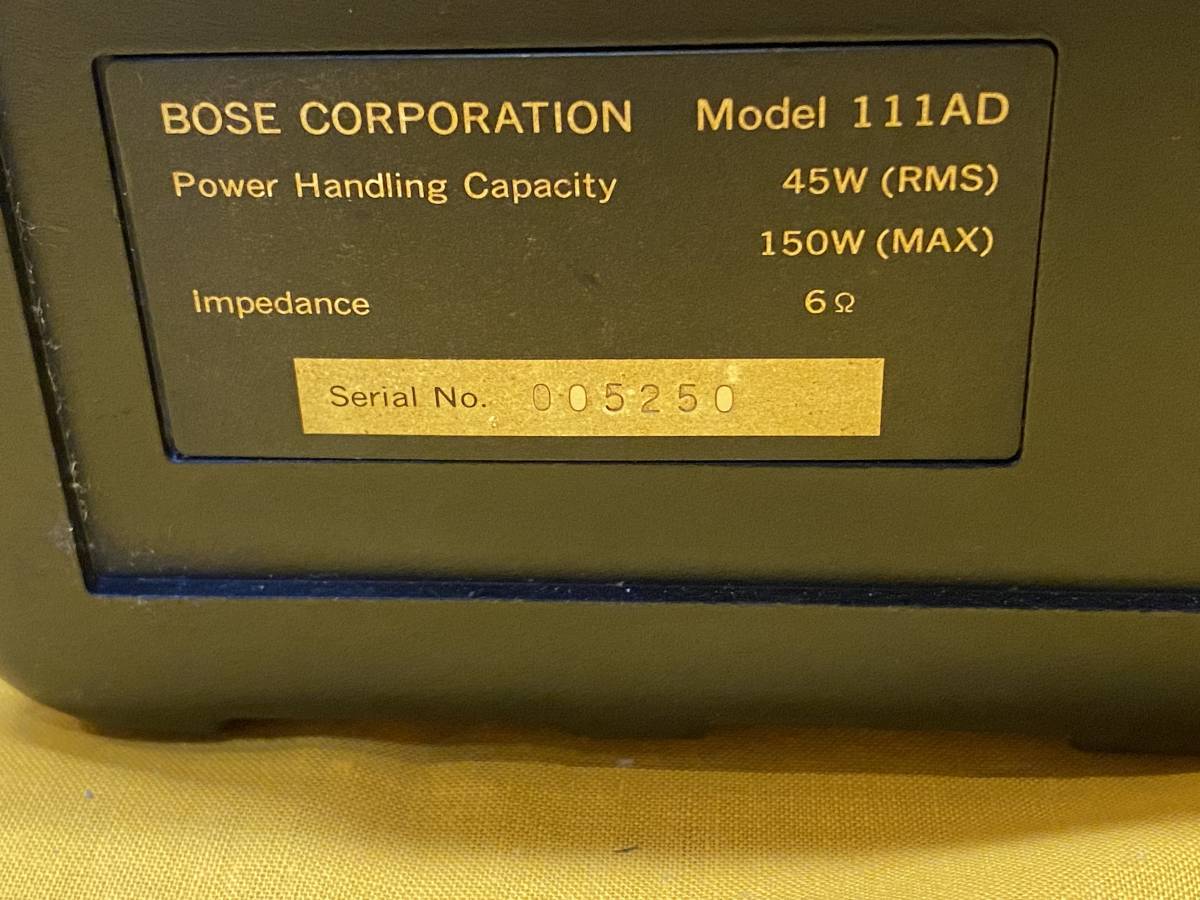 BOSE CORPORATION Model 111AD
Power Handling Capacity 45W (RMS)
150W (MAX)
Impedance 6Ω
Serial No. 005250